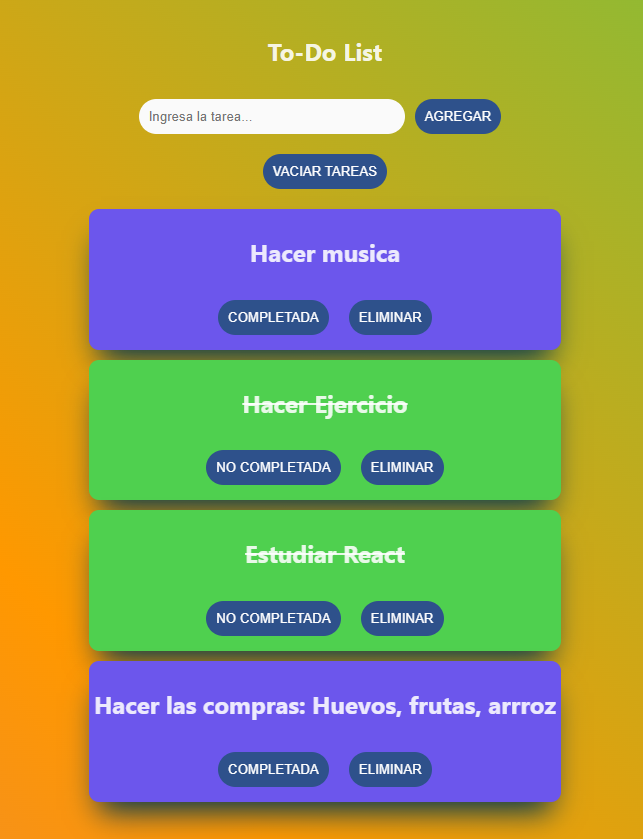 To-Do List
Ingresa la tarea...
AGREGAR
VACIAR TAREAS
Hacer musica
COMPLETADA
ELIMINAR
Hacer Ejercicio
NO COMPLETADA
ELIMINAR
Estudiar React
NO COMPLETADA
ELIMINAR
Hacer las compras: Huevos, frutas, arrroz
COMPLETADA
ELIMINAR